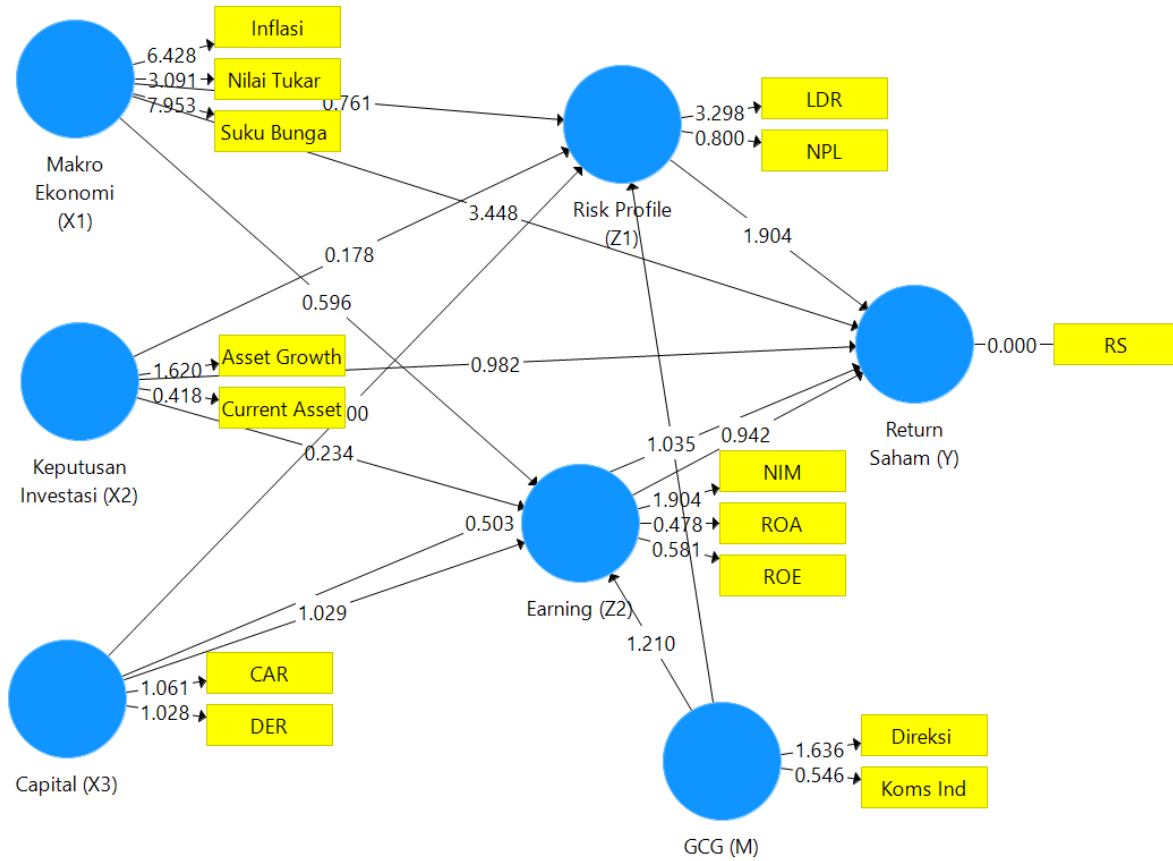 Inflasi
6.428
Nilai Tukar
3.091
7.953
Suku Bunga
Makro
Ekonomi
(X1)
0.761
LDR
3.298
0.800
NPL
Risk Profile
(Z1)
3.448
1.904
0.178
0.596
Asset Growth
1.620
0.418
Current Asset
00
0.982
0.000
RS
Keputusan
Investasi (X2)
0.234
1.035
0.942
Return
Saham (Y)
NIM
1.904
0.478
ROA
0.581
ROE
0.503
Earning (Z2)
1.029
1.210
CAR
1.061
1.028
DER
Capital (X3)
Direksi
1.636
0.546
Koms Ind
GCG (M)